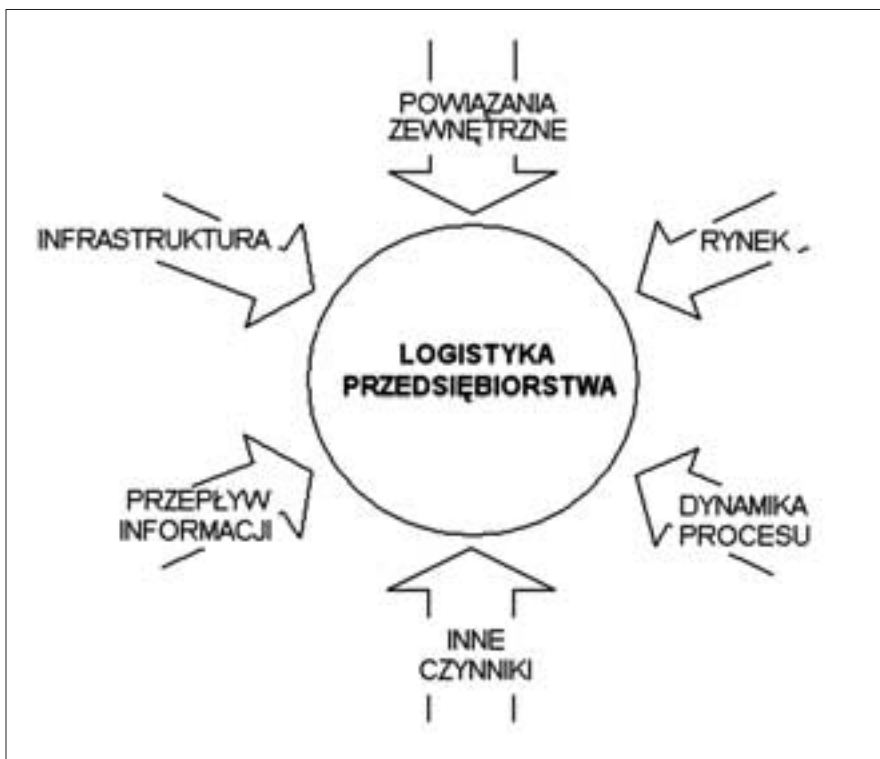 POWIĄZANIA
ZEWNĘTRZNE
INFRASTRUKTURA
RYNEK
LOGISTYKA
PRZEDSIĘBIORSTWA
PRZEPŁYW
INFORMACJI
DYNAMIKA
PROCESU
INNE
CZYNNIKI